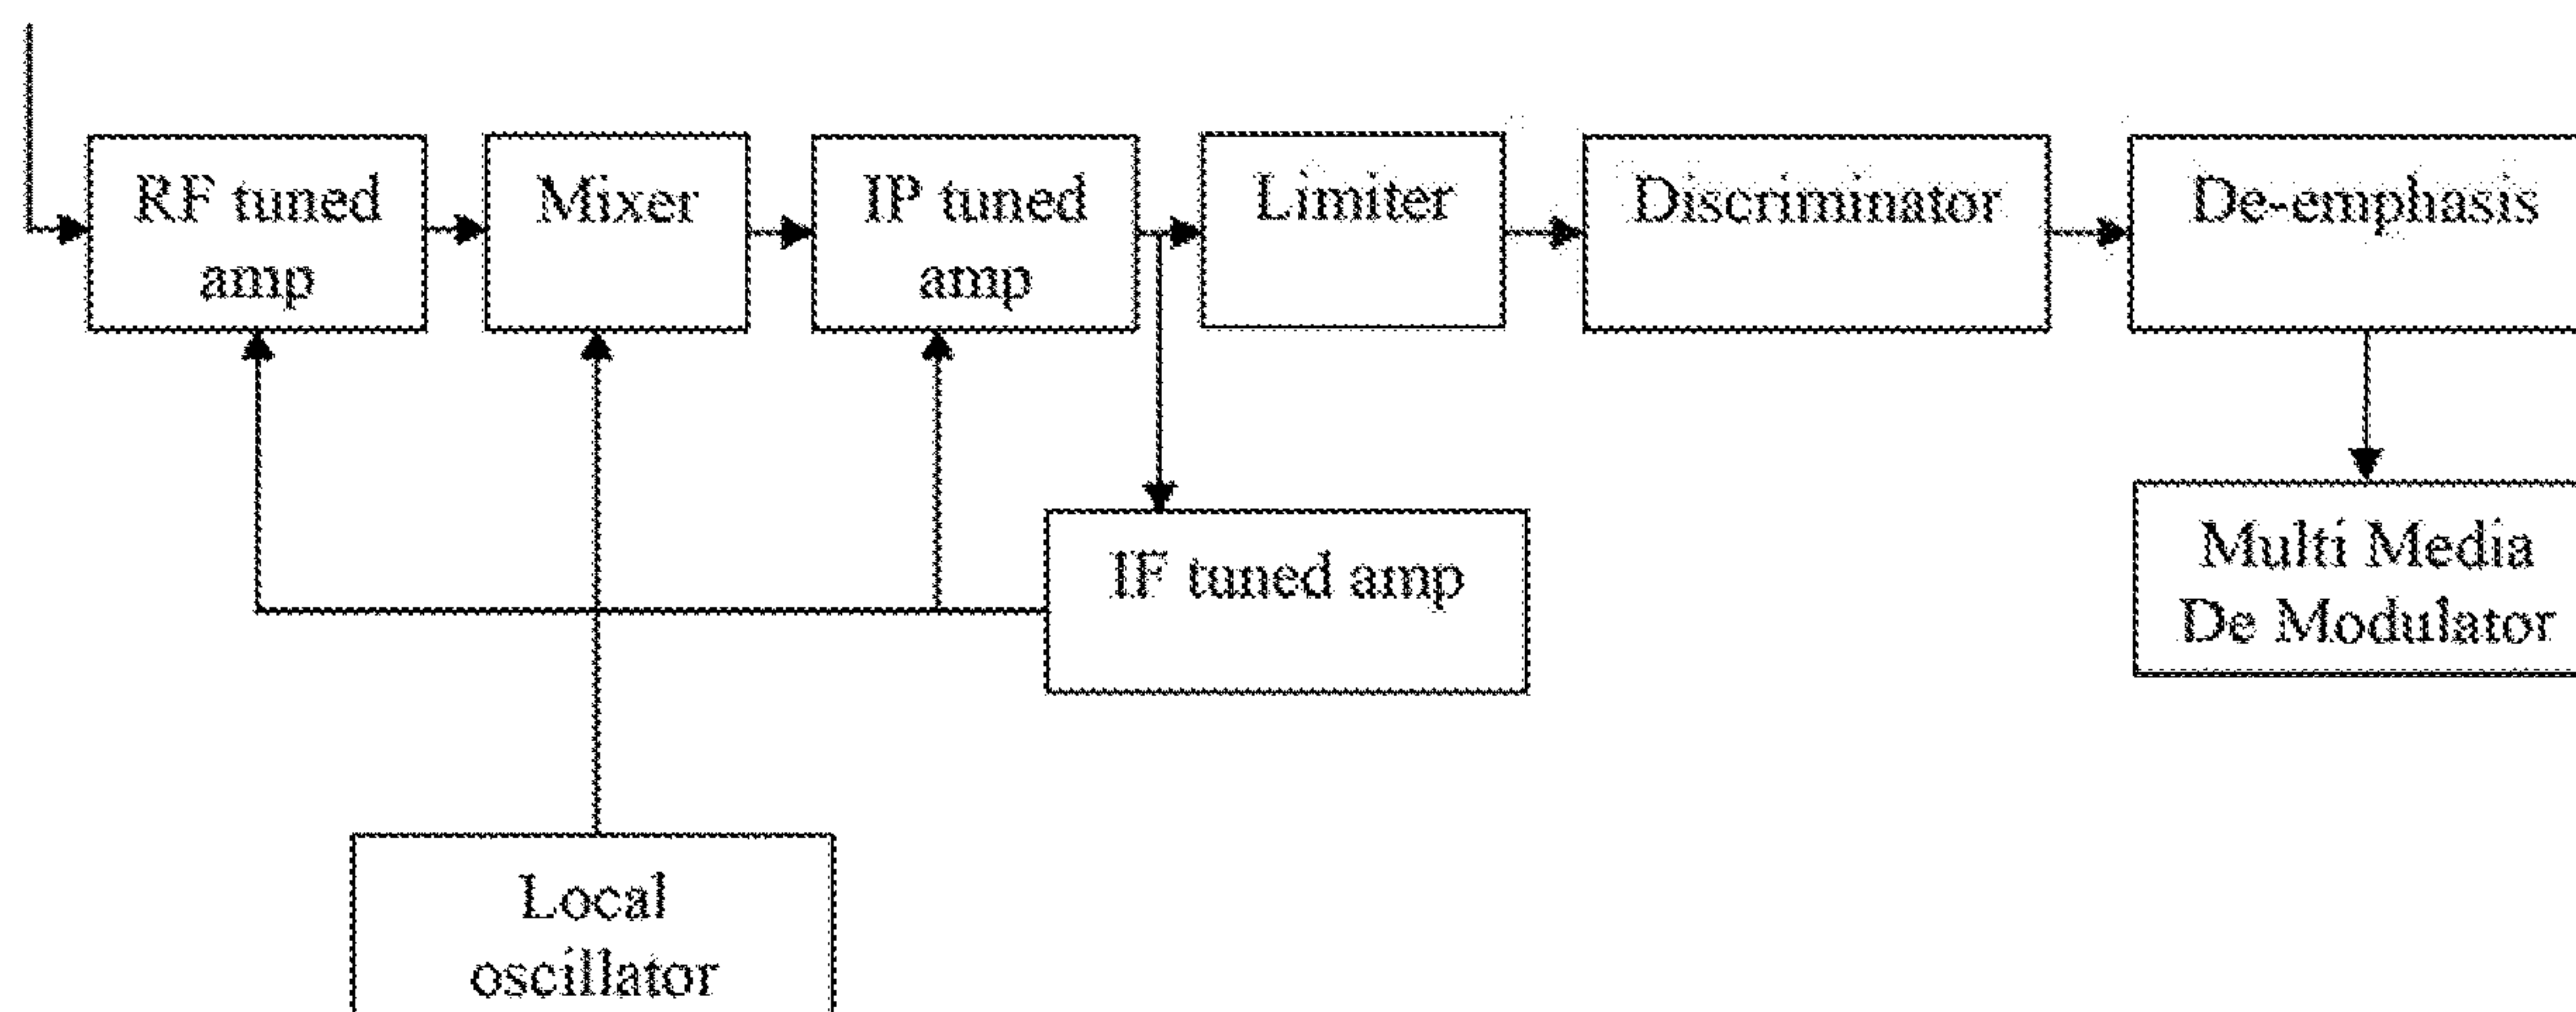 RF tuned
amp
Mixer
IP tuned
amp
Limiter
Discriminator
De-emphasis
IF tuned amp
Multi Media
De Modulator
Local
oscillator